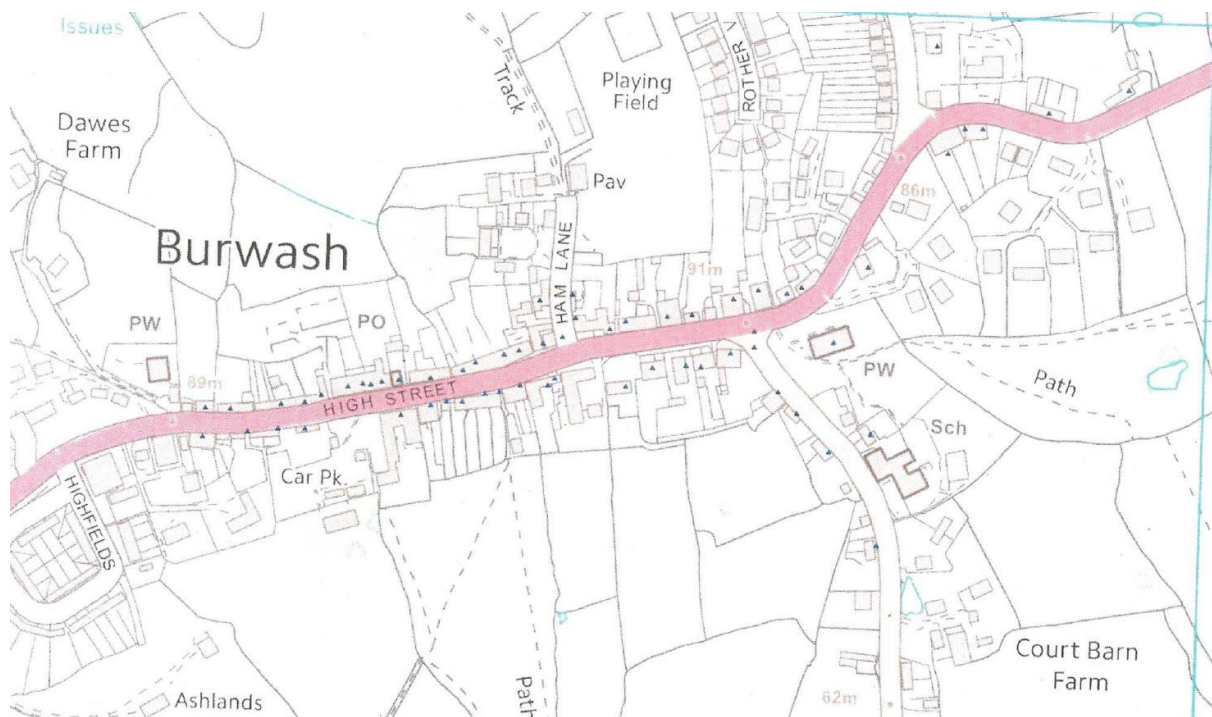 Issues
Dawes
Farm
Track
Playing
Field
ROTHER V
Pav
86m
Burwash
HAM LANE
91m
PW
PO
89m
HIGH STREET
PW
Path
Sch
Car Pk.
HIGHFIELDS
Path
Court Barn
Farm
Ashlands
62m